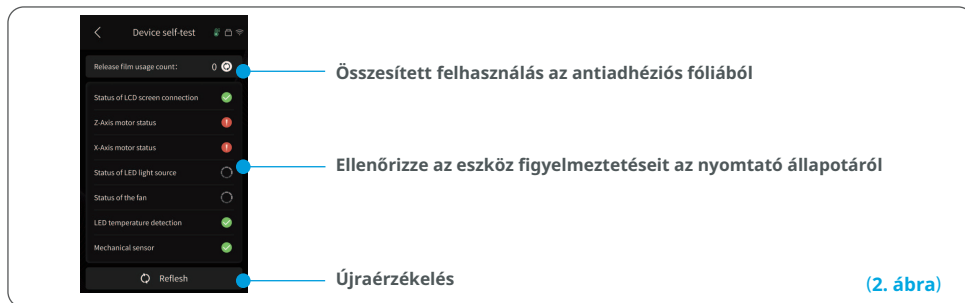 Device self-test
Release film usage count: 0
Összesített felhasználás az antiadhéziós fóliából
Status of LCD screen connection
Z-Axis motor status
X-Axis motor status
Ellenőrizze az eszköz figyelmeztetéseit az nyomtató állapotáról
Status of LED light source
Status of the fan
LED temperature detection
Mechanical sensor
Reflesh
Újraérzékelés
(2. ábra)